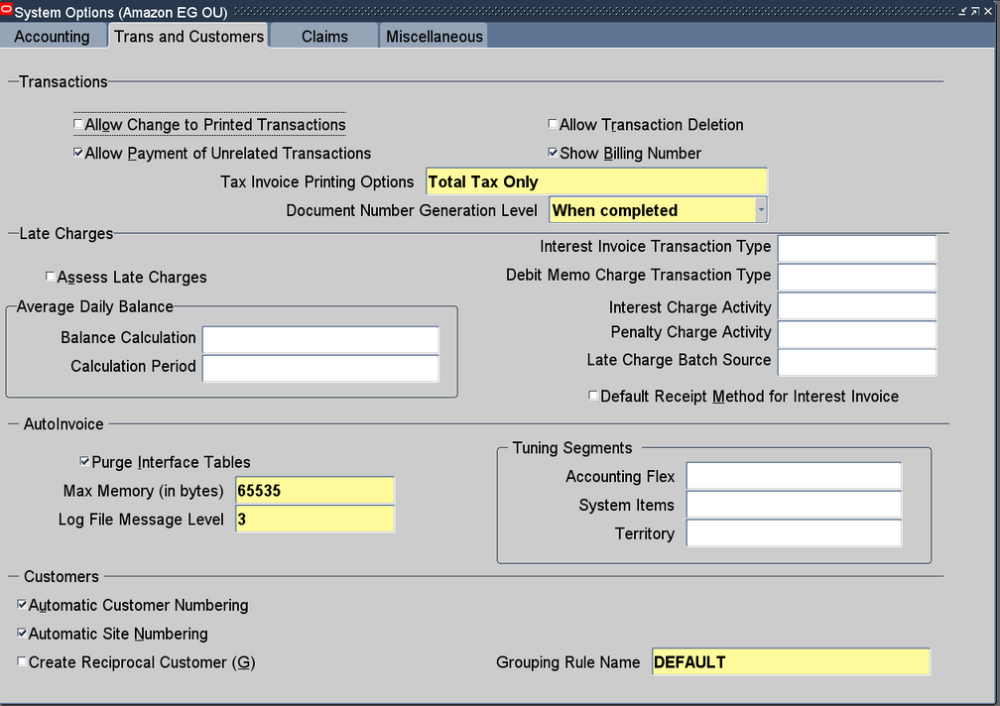 System Options (Amazon EG OU)
Accounting Trans and Customers Claims Miscellaneous
Transactions
Allow Change to Printed Transactions Allow Transaction Deletion
Allow Payment of Unrelated Transactions Show Billing Number
Tax Invoice Printing Options Total Tax Only
Document Number Generation Level When completed
Late Charges
Interest Invoice Transaction Type
Assess Late Charges Debit Memo Charge Transaction Type
Average Daily Balance Interest Charge Activity
Balance Calculation Penalty Charge Activity
Calculation Period Late Charge Batch Source
Default Receipt Method for Interest Invoice
AutoInvoice
Tuning Segments
Purge Interface Tables
Accounting Flex
Max Memory (in bytes) 65535
System Items
Log File Message Level 3
Territory
Customers
Automatic Customer Numbering
Automatic Site Numbering
Create Reciprocal Customer (G) Grouping Rule Name DEFAULT